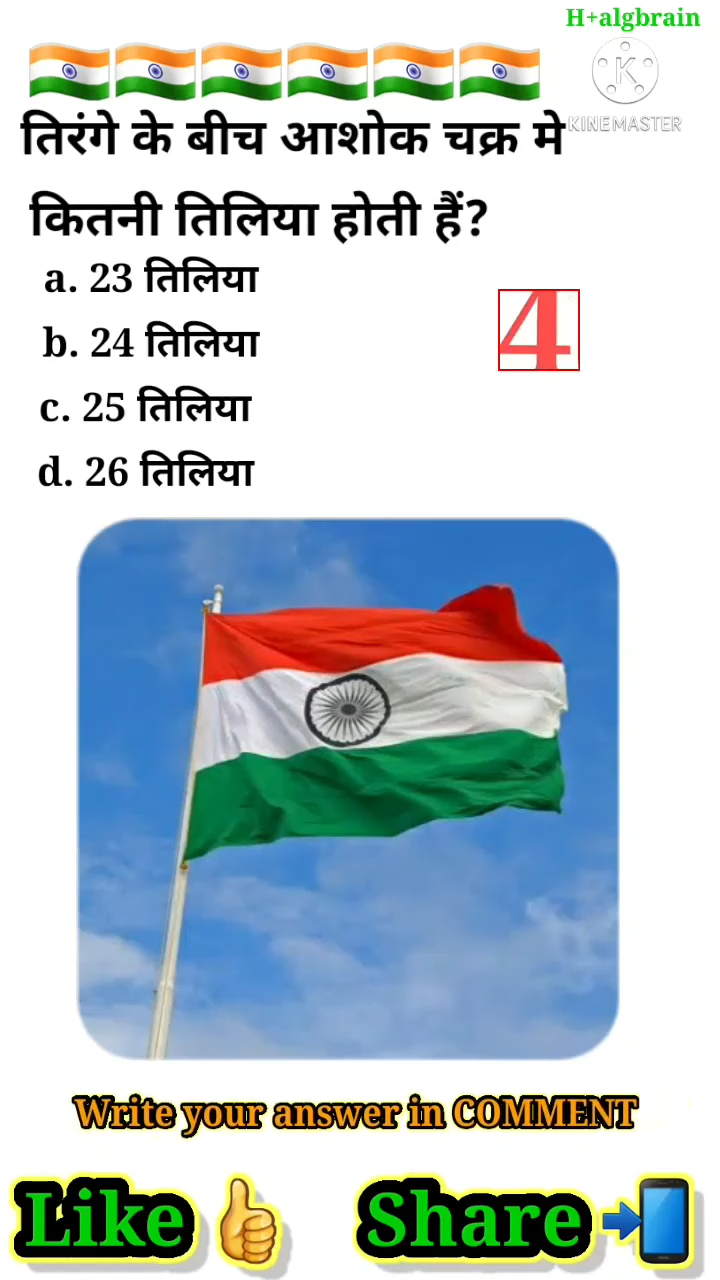 H+algbrain
K
KINEMASTER
तिरंगे के बीच आशोक चक्र मे
कितनी तिलिया होती हैं?
a. 23 तिलिया
b. 24 तिलिया
4
c. 25 तिलिया
d. 26 तिलिया
Write your answer in COMMENT
Like Share